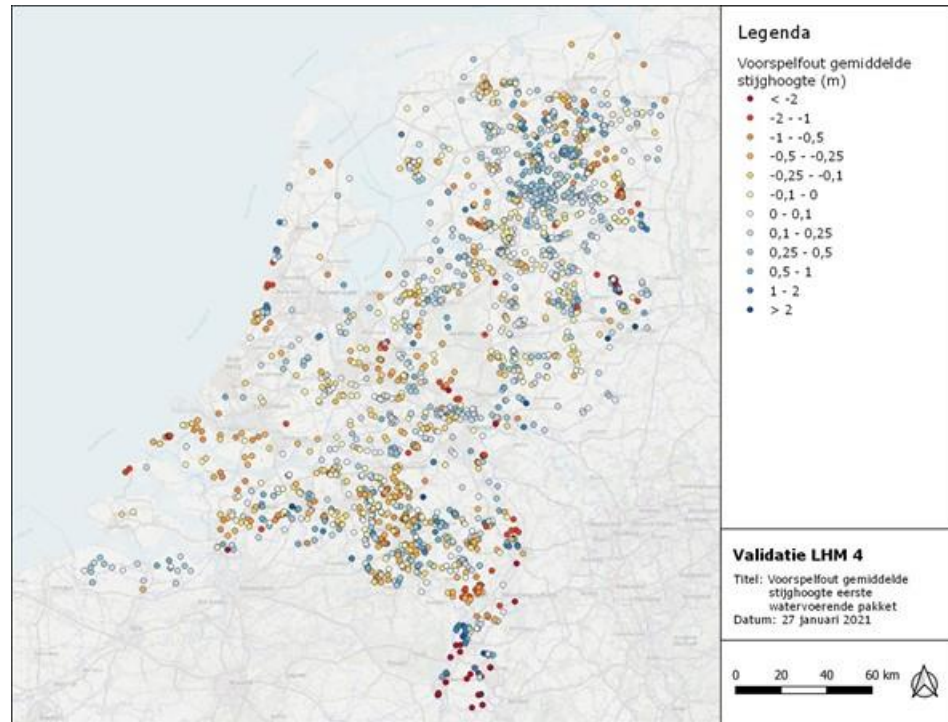 Legenda
Voorspelfout gemiddelde
stijghoogte (m)
< -2
-2 - -1
-1 - -0,5
-0,5 - -0,25
-0,25 - -0,1
-0,1 - 0
0 - 0,1
0,1 - 0,25
0,25 - 0,5
0,5 - 1
1 - 2
> 2
Validatie LHM 4
Titel: Voorspelfout gemiddelde
stijghoogte eerste
watervoerende pakket
Datum: 27 januari 2021
0 20 40 60 km